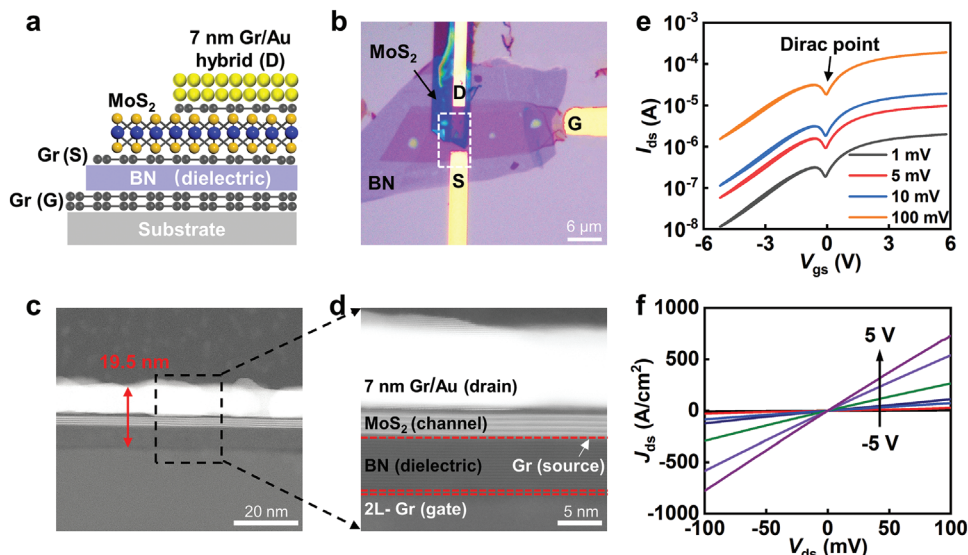 a
7 nm Gr/Au
hybrid (D)
MoS₂
Gr (S)
BN (dielectric)
Gr (G)
Substrate
b
MoS₂
D
G
BN
S
6 μm
c
19.5 nm
20 nm
d
7 nm Gr/Au (drain)
MoS₂ (channel)
BN (dielectric)
Gr (source)
2L- Gr (gate)
5 nm
e
10⁻³
10⁻⁴
10⁻⁵
10⁻⁶
10⁻⁷
10⁻⁸
Ids (A)
Dirac point
1 mV
5 mV
10 mV
100 mV
-6 -3 0 3 6
Vgs (V)
f
1000
500
0
-500
-1000
Jds (A/cm²)
5 V
-5 V
-100 -50 0 50 100
Vds (mV)